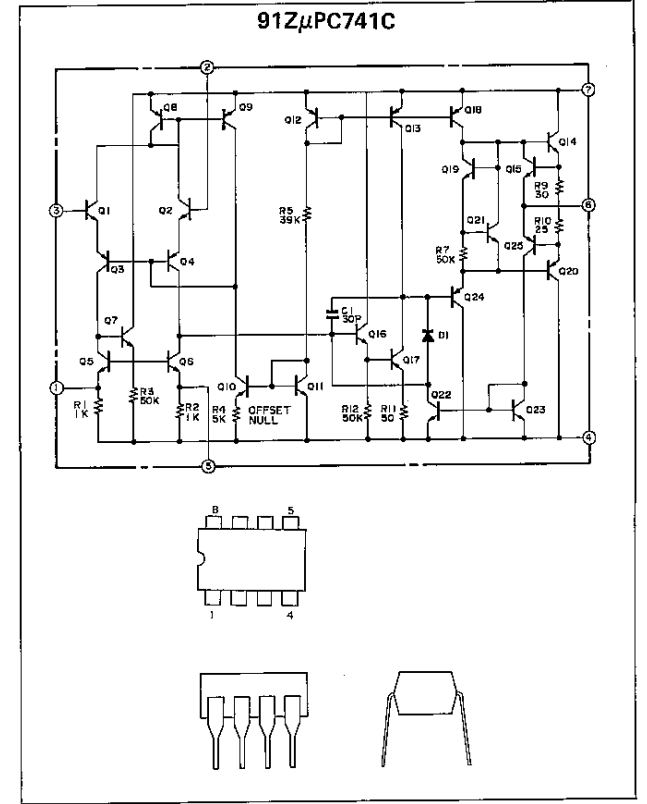 91ZμPC741C
2
Q8
Q9
Q12
Q13
Q18
7
Q14
Q19
Q15
R9
30
3
Q1
Q2
R5
39K
Q21
6
R10
25
Q25
R7
50K
Q3
Q4
Q20
Q24
C1
30P
Q7
Q16
D1
Q5
Q6
Q17
1
Q10
Q11
Q22
Q23
R1
1K
R3
50K
R2
1K
R4
5K
OFFSET
NULL
R12
50K
R11
50
4
5
8 5
1 4